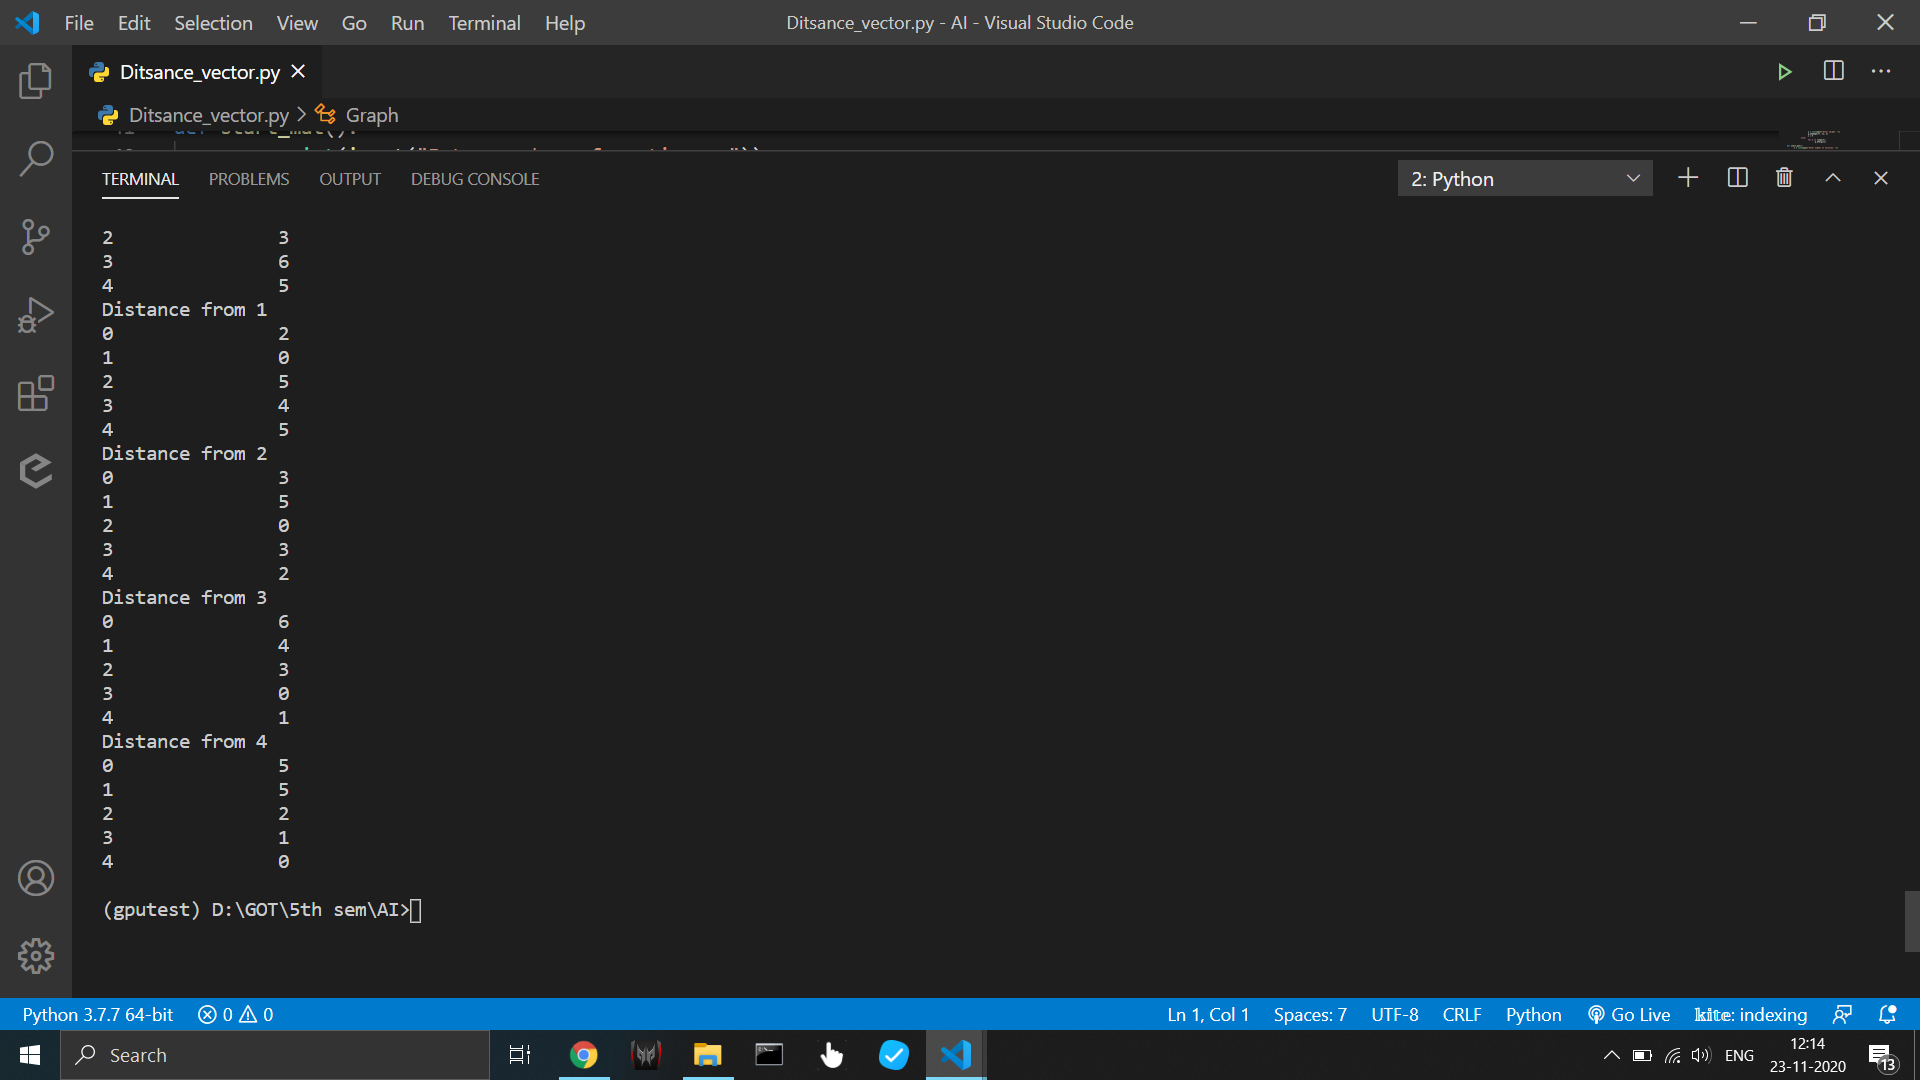 File Edit Selection View Go Run Terminal Help Ditsance_vector.py - AI - Visual Studio Code
Ditsance_vector.py
Ditsance_vector.py > Graph
TERMINAL PROBLEMS OUTPUT DEBUG CONSOLE 2: Python
2 3
3 6
4 5
Distance from 1
0 2
1 0
2 5
3 4
4 5
Distance from 2
0 3
1 5
2 0
3 3
4 2
Distance from 3
0 6
1 4
2 3
3 0
4 1
Distance from 4
0 5
1 5
2 2
3 1
4 0
(gputest) D:\GOT\5th sem\AI>
Python 3.7.7 64-bit 0 0 Ln 1, Col 1 Spaces: 7 UTF-8 CRLF Python Go Live kite: indexing
Search ENG 12:14
23-11-2020
13